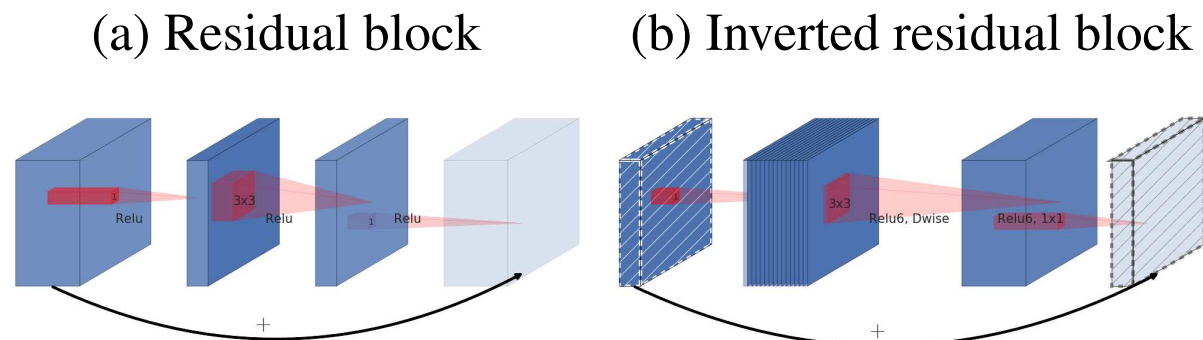 (a) Residual block
(b) Inverted residual block
1
Relu
3x3
Relu
1
Relu
+
1
3x3
Relu6, Dwise
Relu6, 1x1
+